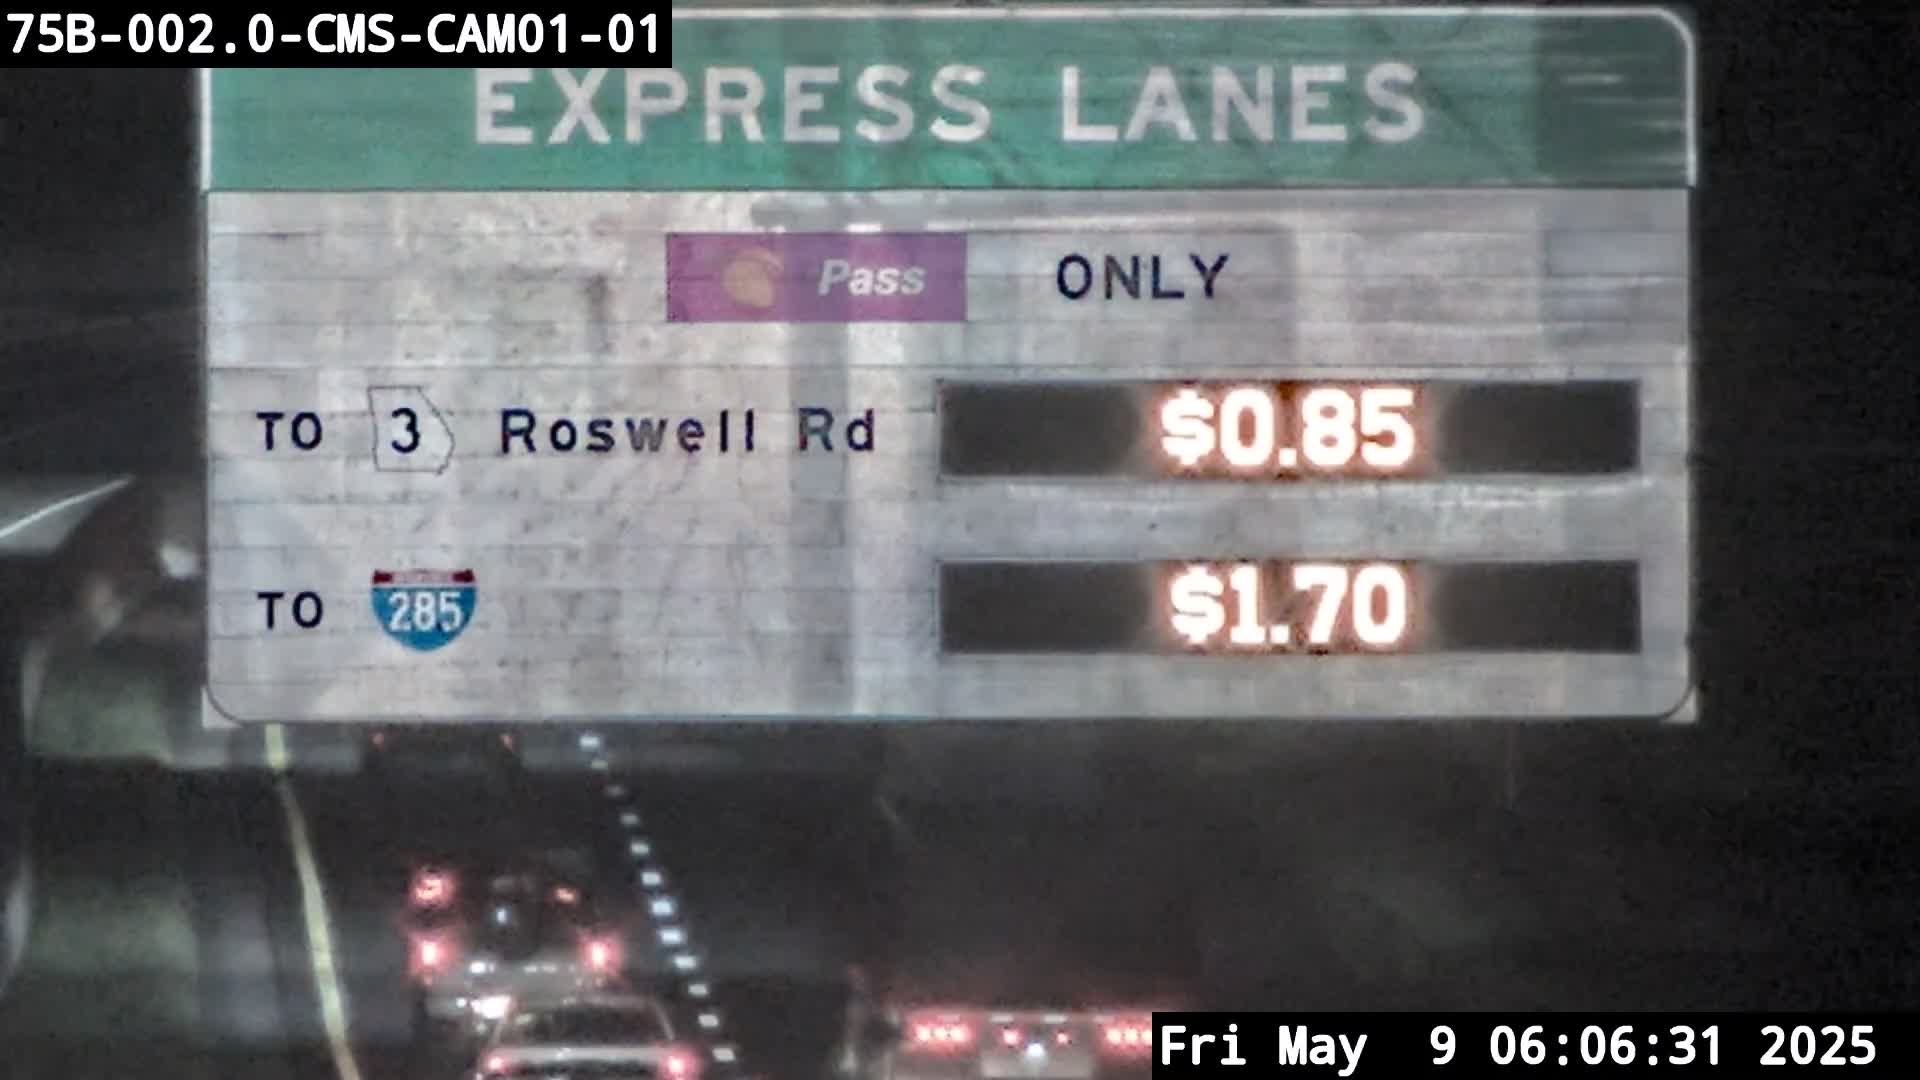 75B-002.0-CMS-CAM01-01
EXPRESS LANES
Pass ONLY
TO 3 Roswell Rd $0.85
TO 285 $1.70
Fri May 9 06:06:31 2025